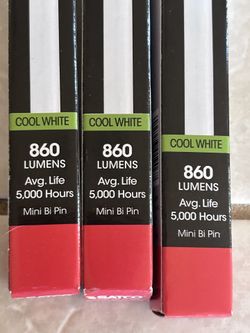 COOL WHITE
860
LUMENS
Avg. Life
5,000 Hours
Mini Bi Pin
COOL WHITE
860
LUMENS
Avg. Life
5,000 Hours
Mini Bi Pin
SATCO
COOL WHITE
860
LUMENS
Avg. Life
5,000 Hours
Mini Bi Pin